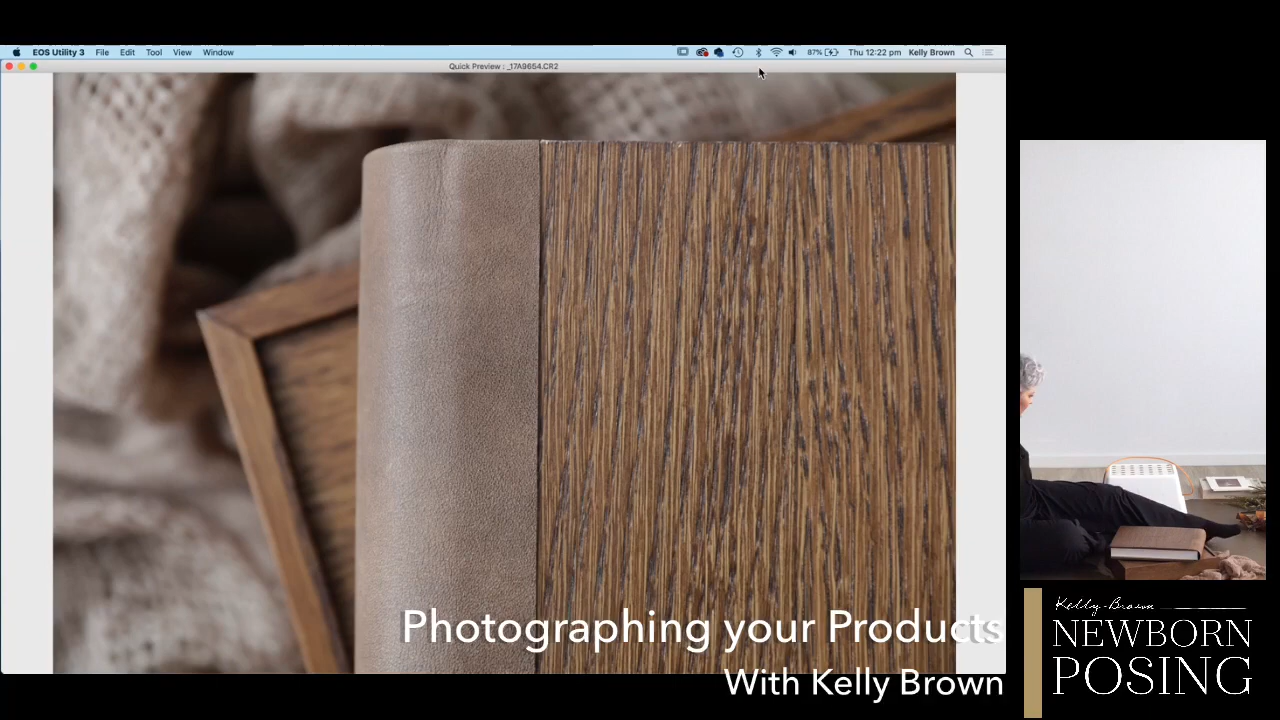 EOS Utility 3 File Edit Tool View Window 87% Thu 12:22 pm Kelly Brown
Quick Preview : _17A9654.CR2
Photographing your Products
With Kelly Brown
Kelly Brown
NEWBORN
POSING